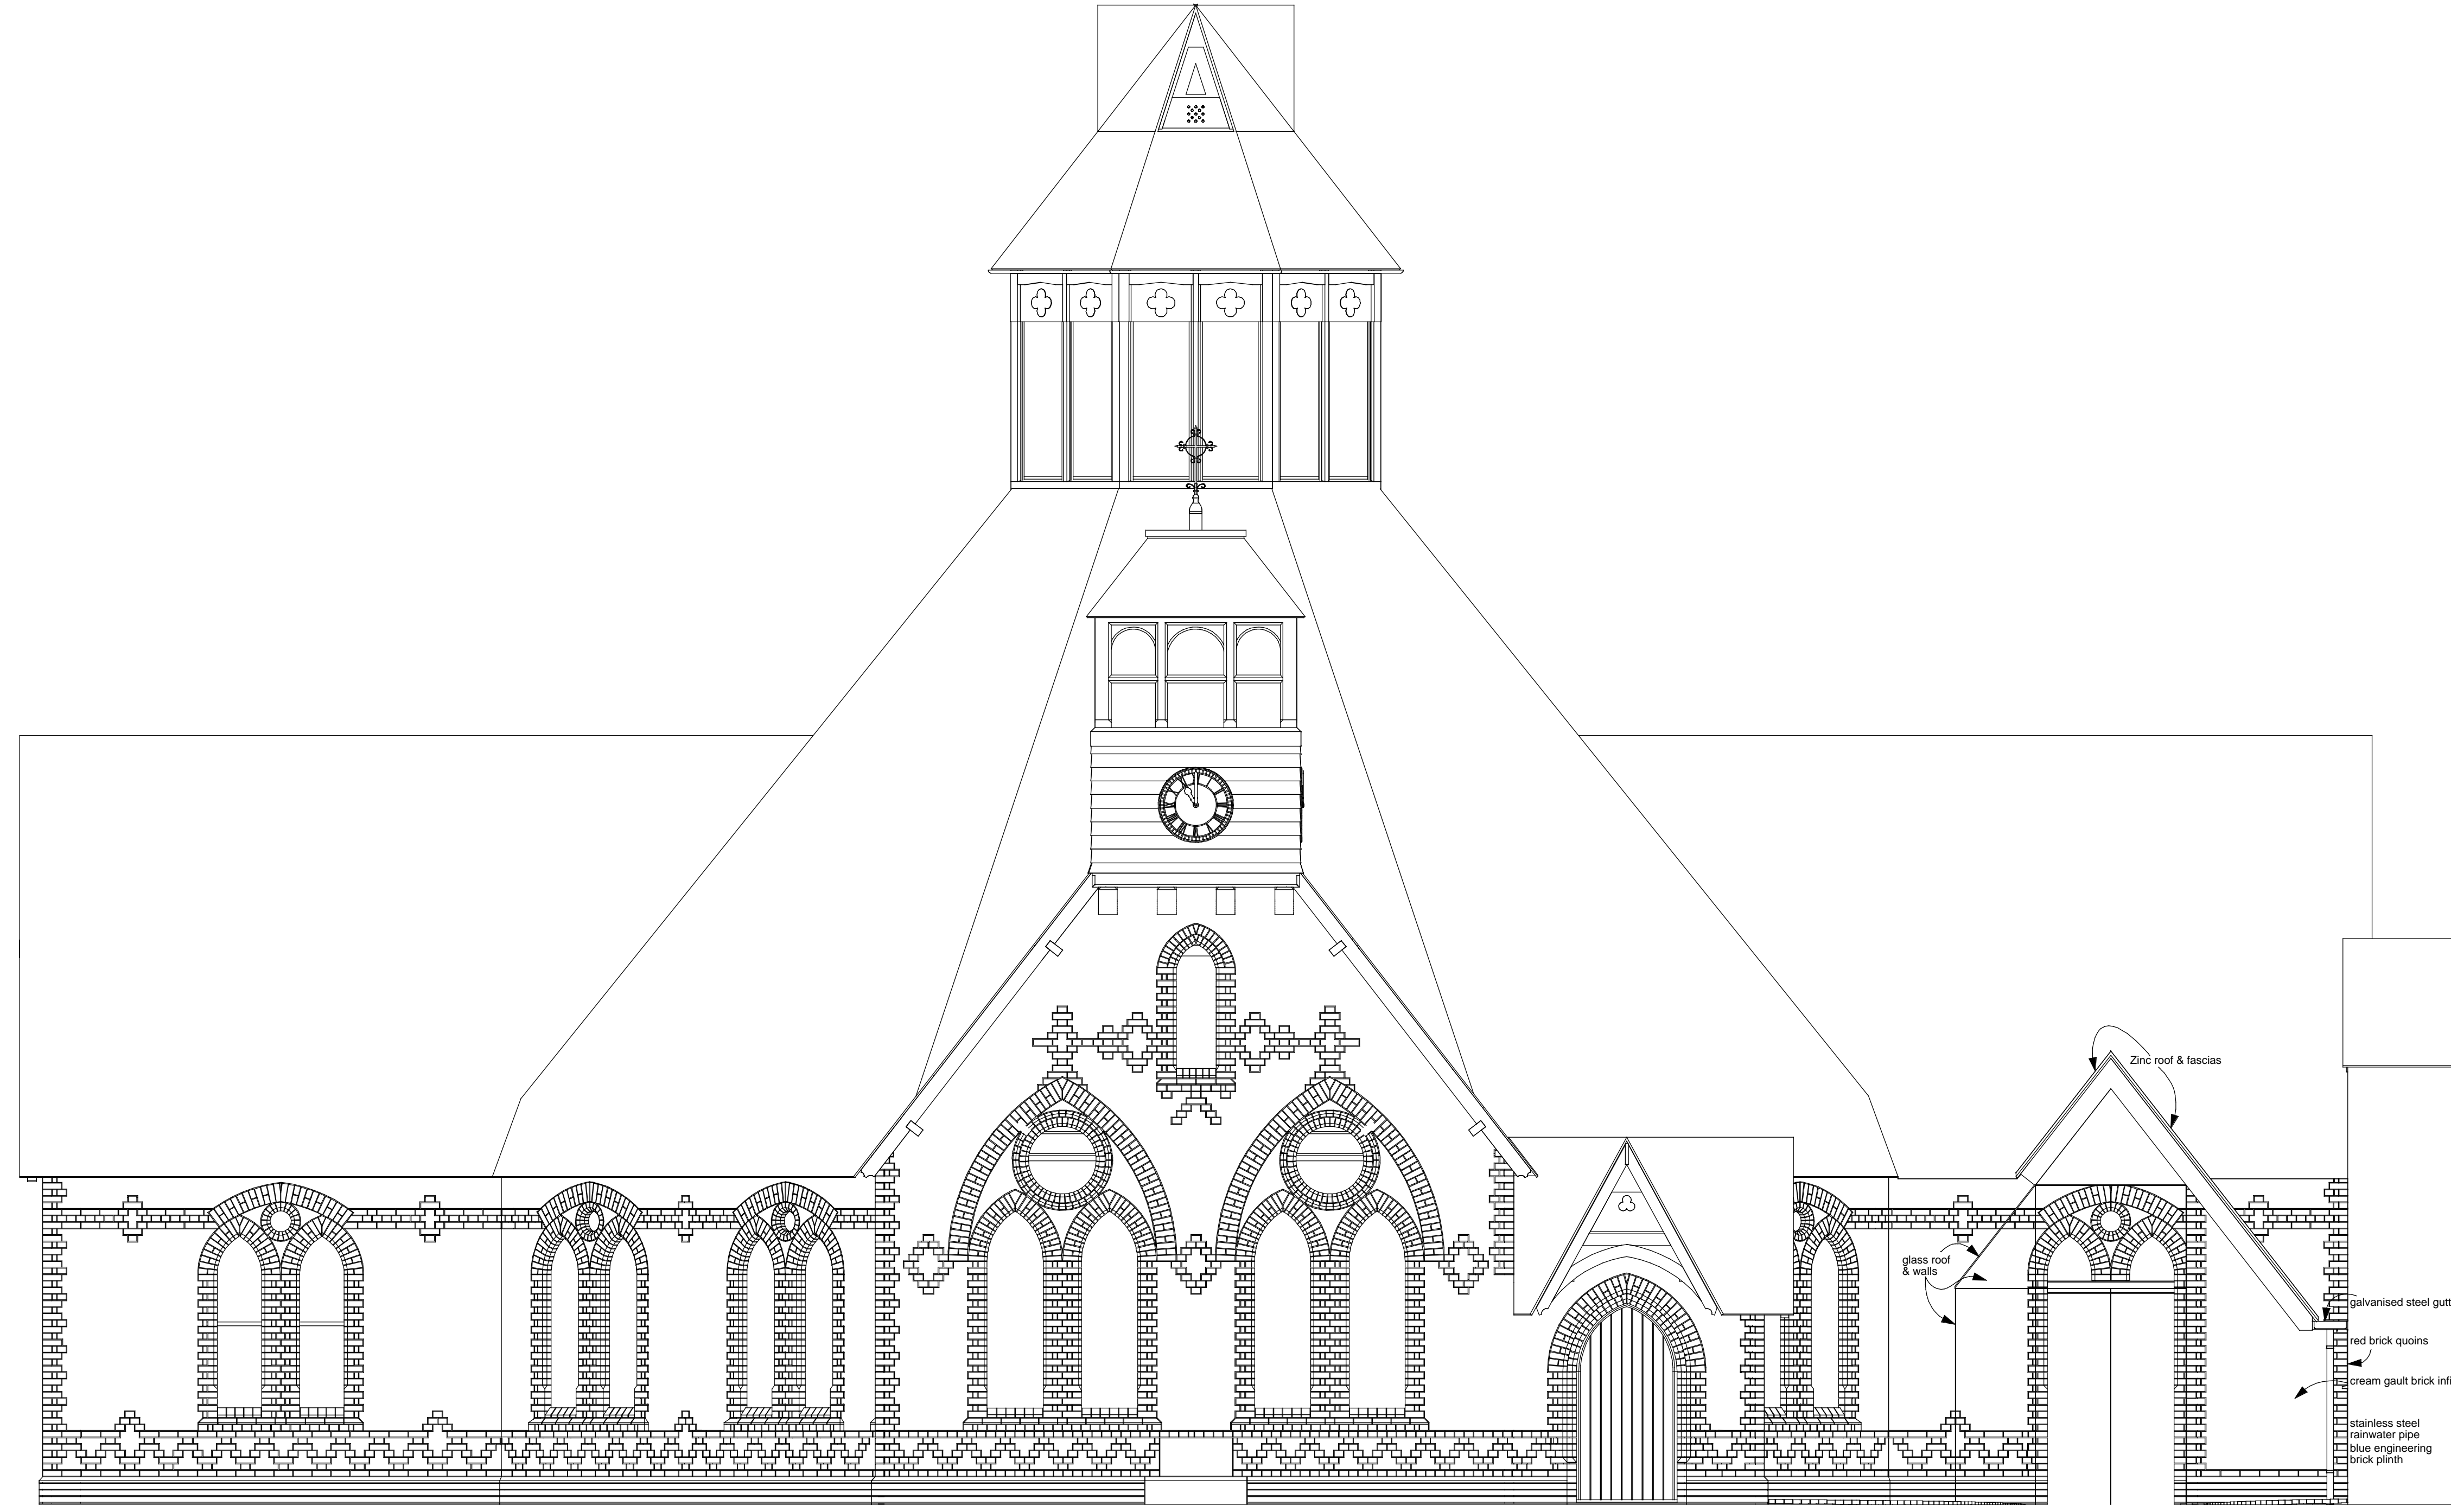 Zinc roof & fascias
glass roof
& walls
galvanised steel gutt
red brick quoins
cream gault brick infi
stainless steel
rainwater pipe
blue engineering
brick plinth